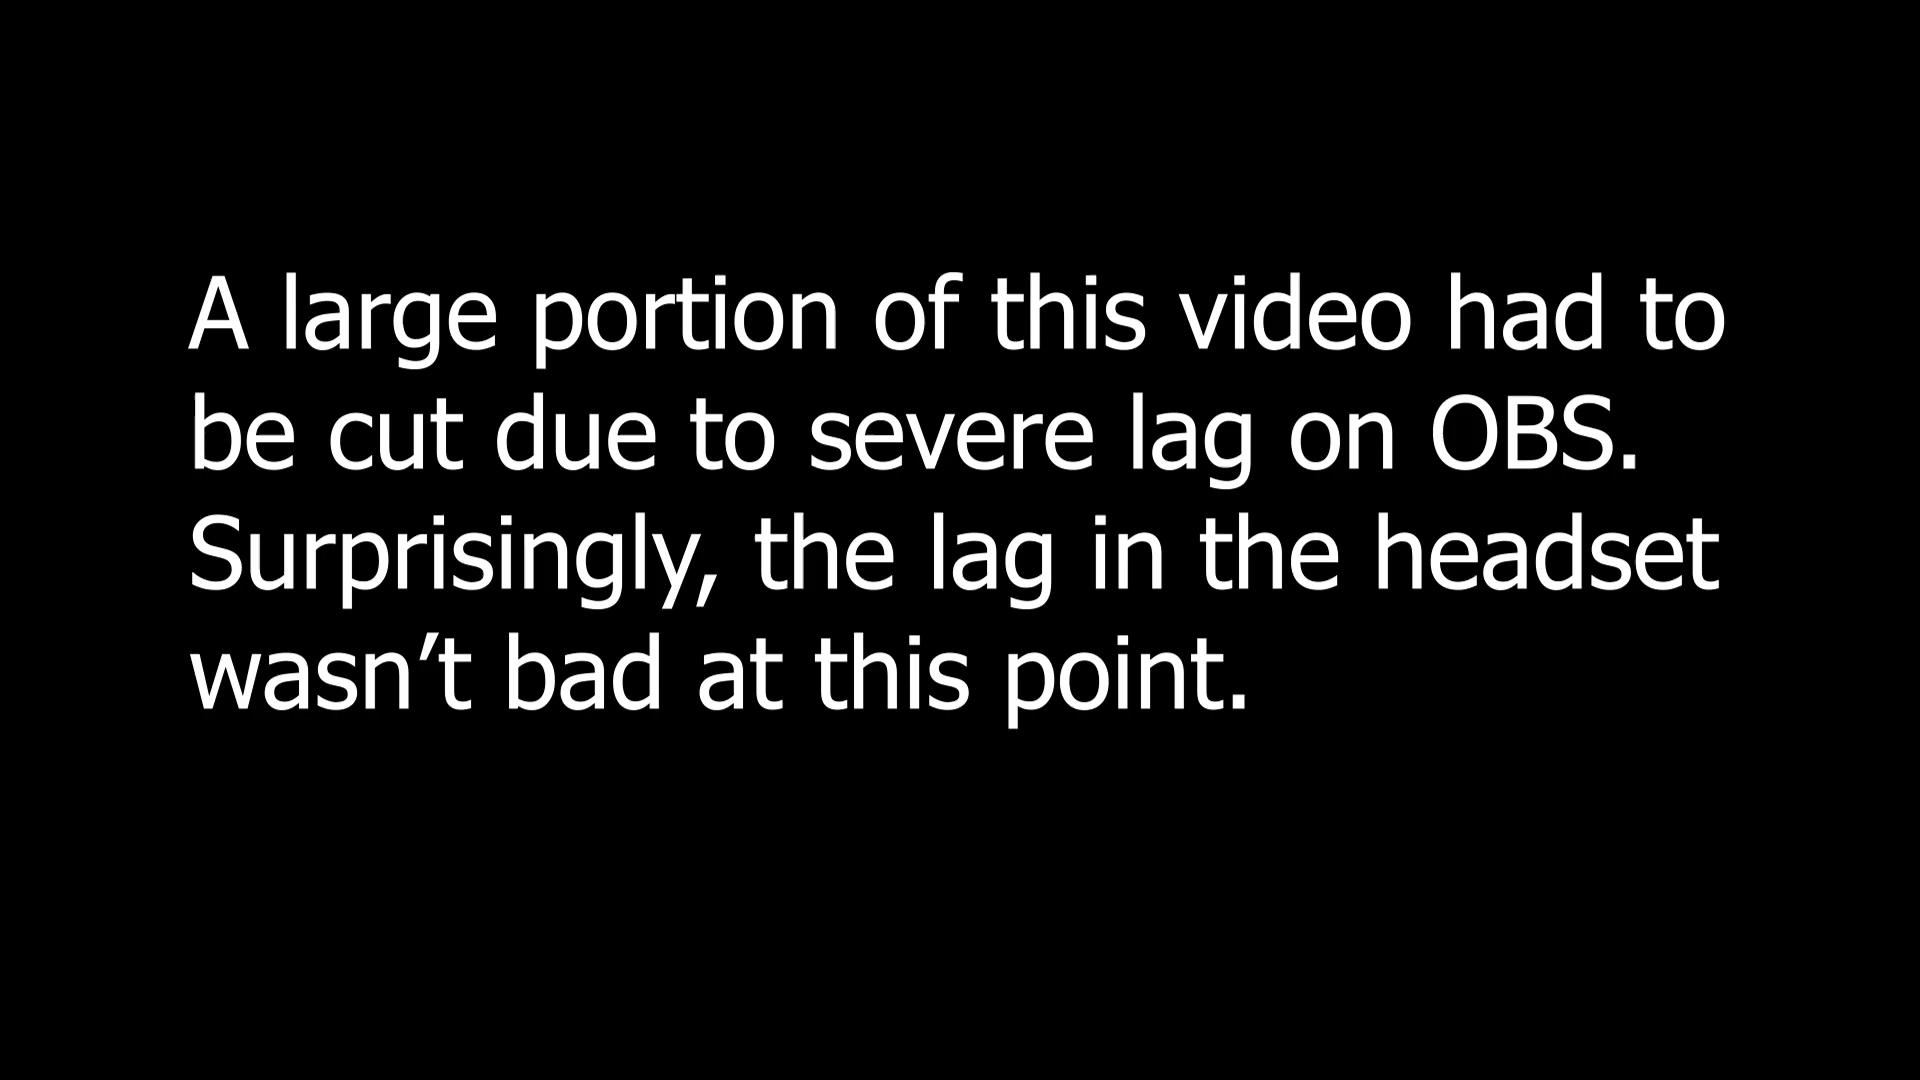 A large portion of this video had to
be cut due to severe lag on OBS.
Surprisingly, the lag in the headset
wasn’t bad at this point.